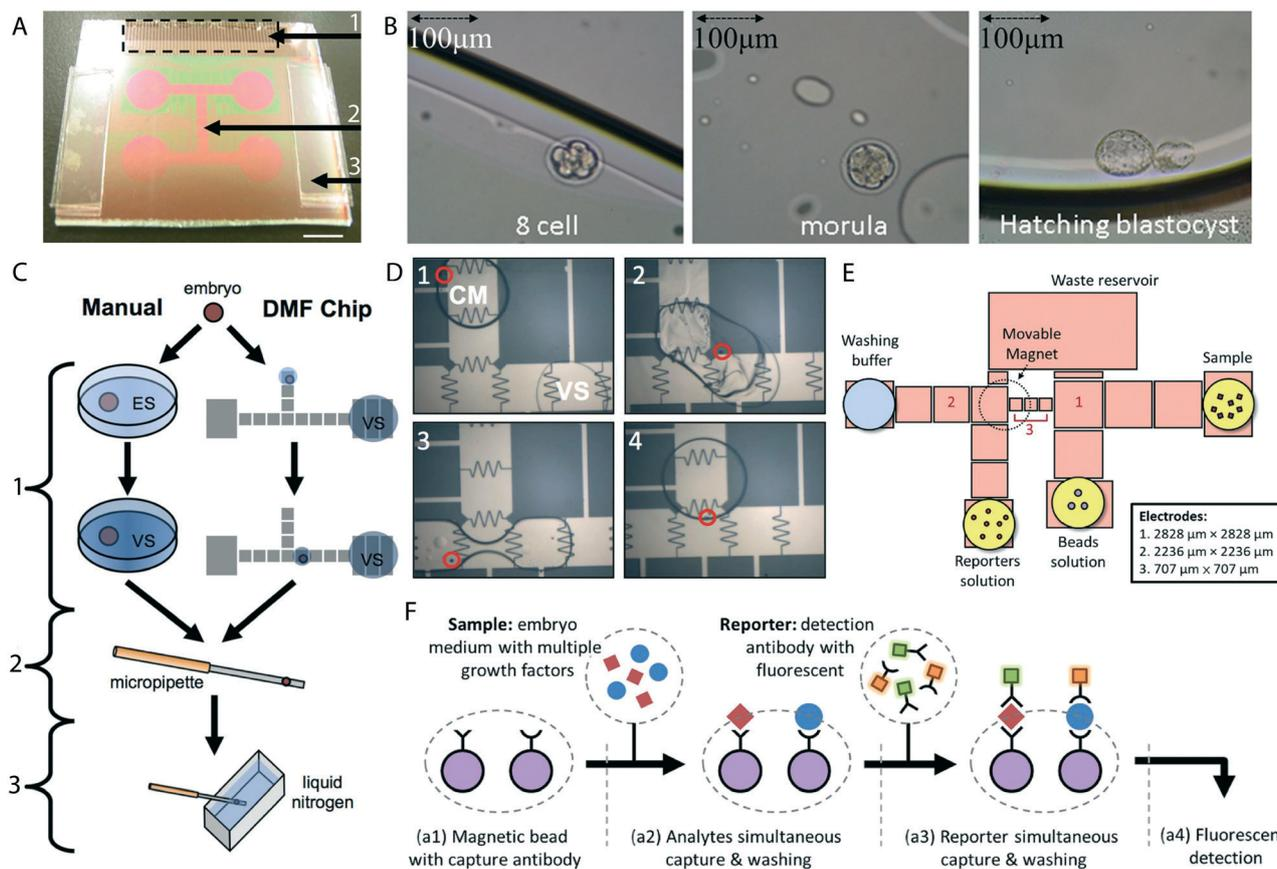 A
1
2
3
B
100μm
8 cell
100μm
morula
100μm
Hatching blastocyst
C
embryo
Manual
DMF Chip
ES
VS
VS
VS
1
micropipette
2
liquid
nitrogen
3
D
1
CM
VS
2
3
4
E
Waste reservoir
Movable
Magnet
Washing
buffer
Sample
2
1
3
Reporters
solution
Beads
solution
Electrodes:
1. 2828 μm × 2828 μm
2. 2236 μm × 2236 μm
3. 707 μm x 707 μm
F
Sample: embryo
medium with multiple
growth factors
Reporter: detection
antibody with
fluorescent
(a1) Magnetic bead
with capture antibody
(a2) Analytes simultaneous
capture & washing
(a3) Reporter simultaneous
capture & washing
(a4) Fluorescen
detection